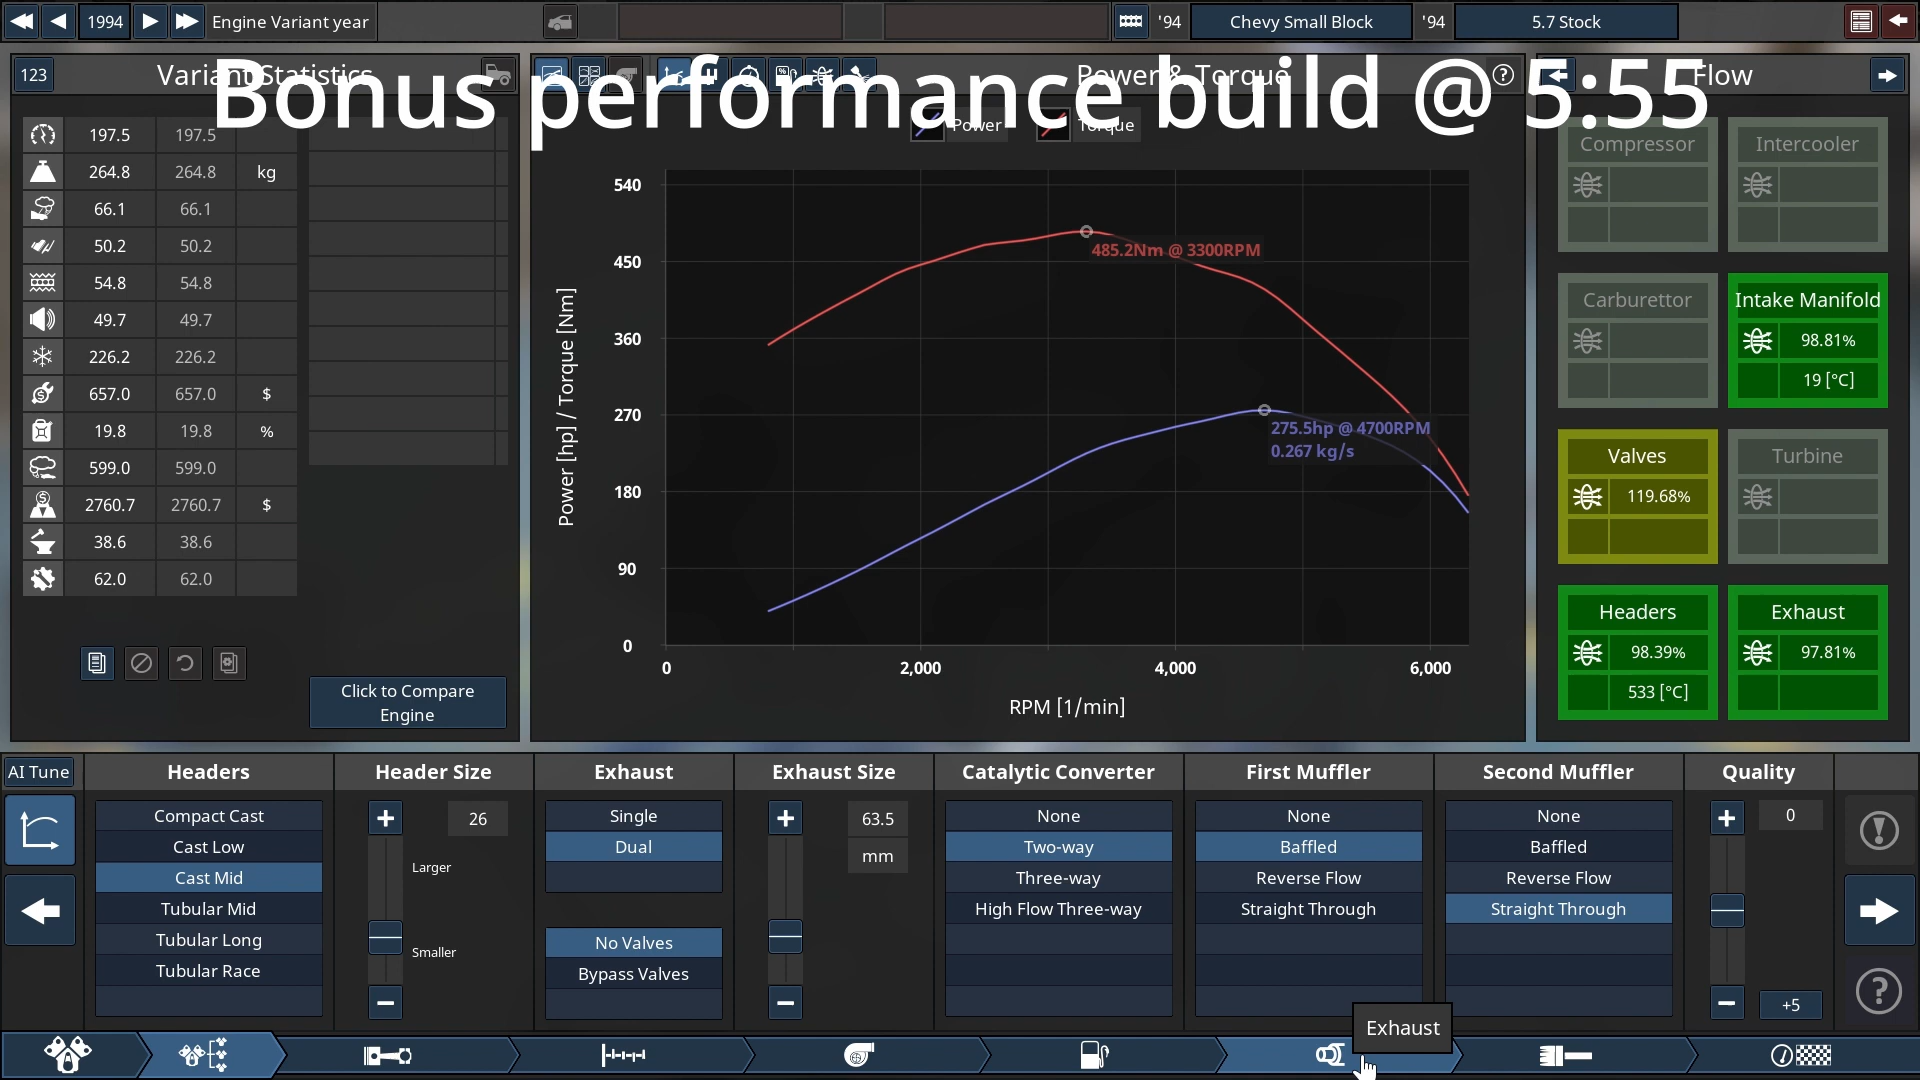 1994
Engine Variant year
'94
Chevy Small Block
'94
5.7 Stock
Bonus performance build @ 5:55
123
Variant Statistics
Power & Torque
Flow
197.5 197.5
264.8 264.8 kg
66.1 66.1
50.2 50.2
54.8 54.8
49.7 49.7
226.2 226.2
657.0 657.0 $
19.8 19.8 %
599.0 599.0
2760.7 2760.7 $
38.6 38.6
62.0 62.0
Click to Compare
Engine
Power
Torque
Power [hp] / Torque [Nm]
540
450
360
270
180
90
0
485.2Nm @ 3300RPM
275.5hp @ 4700RPM
0.267 kg/s
0 2,000 4,000 6,000
RPM [1/min]
Compressor
Intercooler
Carburettor
Intake Manifold
98.81%
19 [°C]
Valves
119.68%
Turbine
Headers
98.39%
533 [°C]
Exhaust
97.81%
AI Tune
Headers
Compact Cast
Cast Low
Cast Mid
Tubular Mid
Tubular Long
Tubular Race
Header Size
26
Larger
Smaller
Exhaust
Single
Dual
No Valves
Bypass Valves
Exhaust Size
63.5
mm
Catalytic Converter
None
Two-way
Three-way
High Flow Three-way
First Muffler
None
Baffled
Reverse Flow
Straight Through
Second Muffler
None
Baffled
Reverse Flow
Straight Through
Quality
0
+5
Exhaust